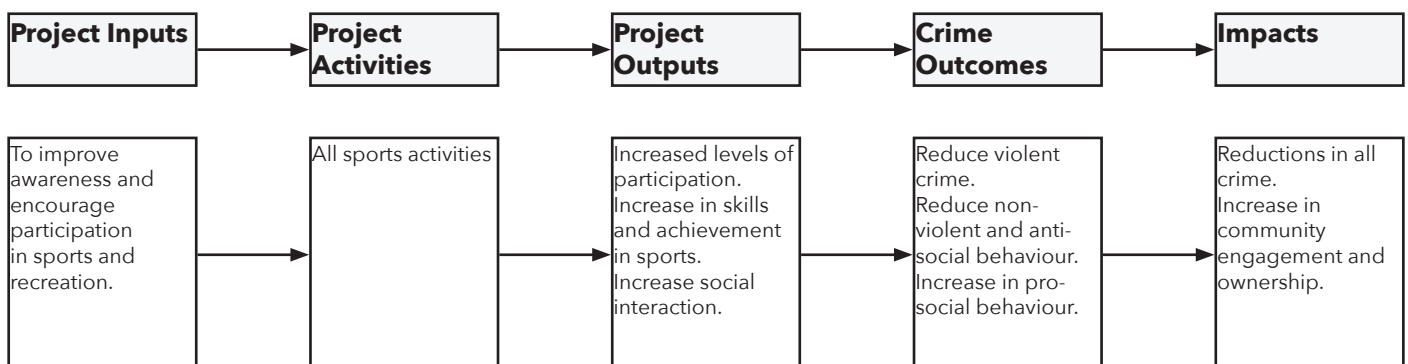 Project Inputs
Project
Activities
Project
Outputs
Crime
Outcomes
Impacts
To improve
awareness and
encourage
participation
in sports and
recreation.
All sports activities
Increased levels of
participation.
Increase in skills
and achievement
in sports.
Increase social
interaction.
Reduce violent
crime.
Reduce non-
violent and anti-
social behaviour.
Increase in pro-
social behaviour.
Reductions in all
crime.
Increase in
community
engagement and
ownership.